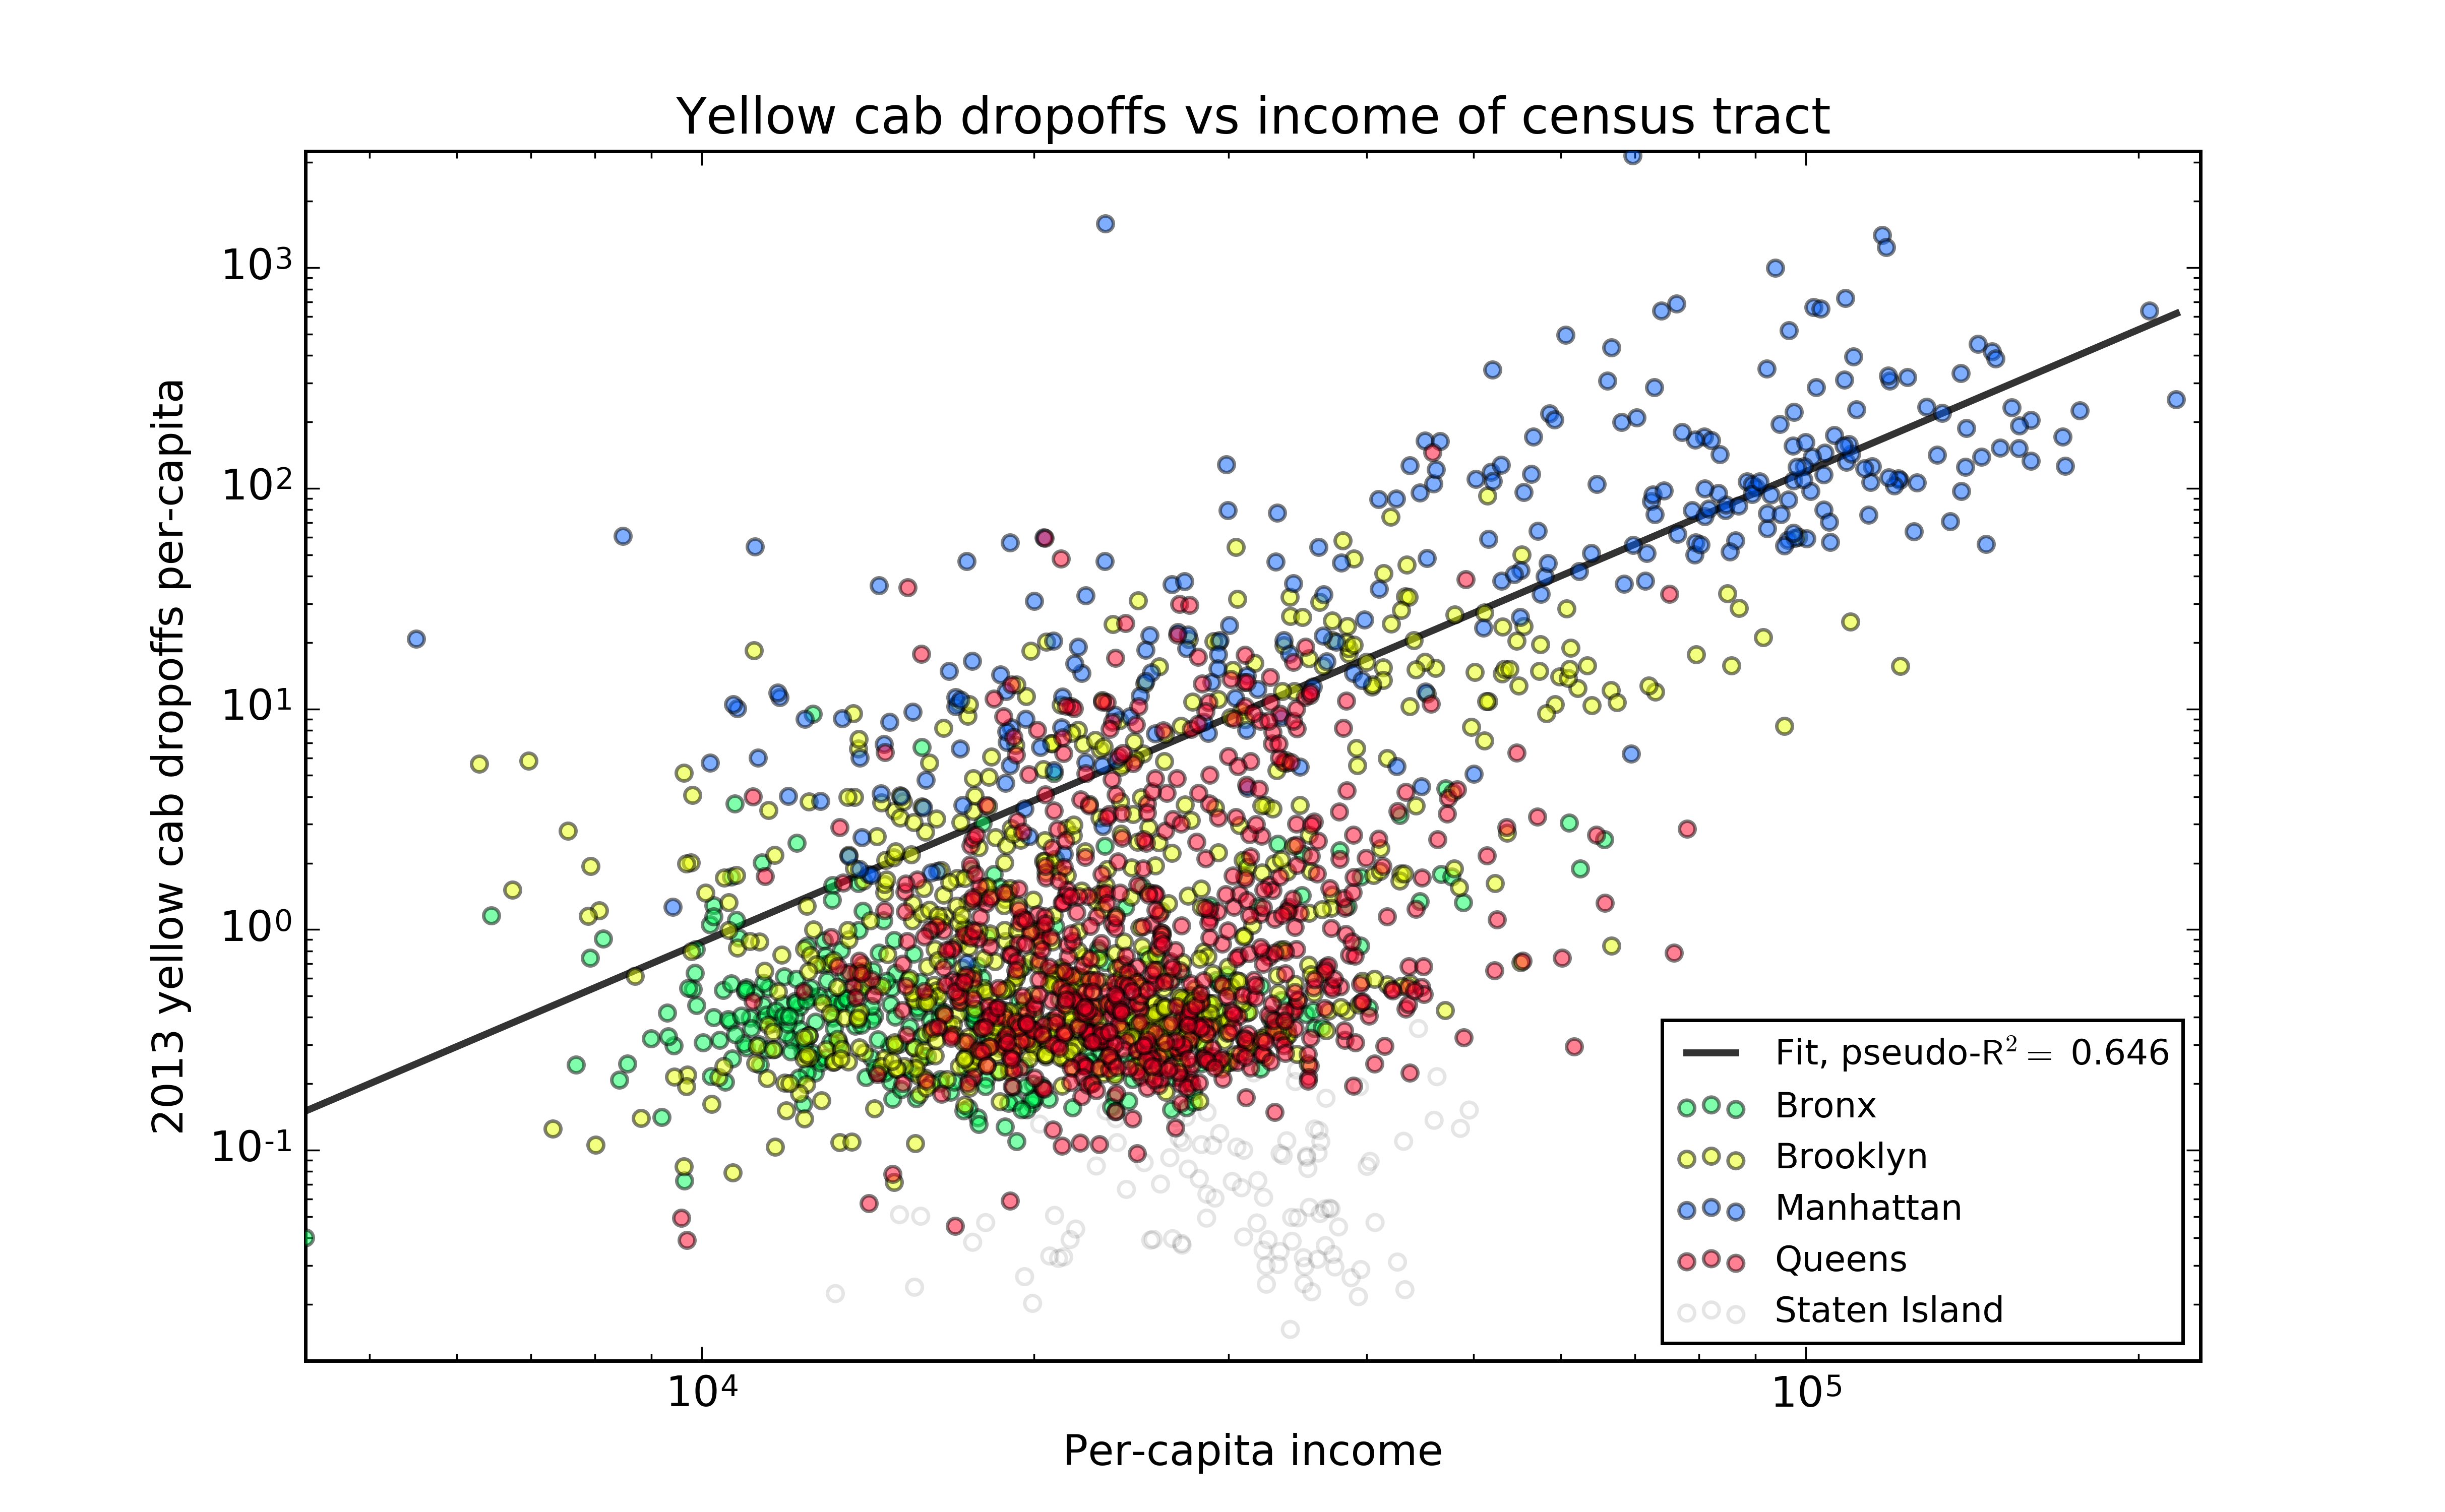 Yellow cab dropoffs vs income of census tract
2013 yellow cab dropoffs per-capita
10³
10²
10¹
10⁰
10⁻¹
Fit, pseudo-R² = 0.646
Bronx
Brooklyn
Manhattan
Queens
Staten Island
10⁴ 10⁵
Per-capita income